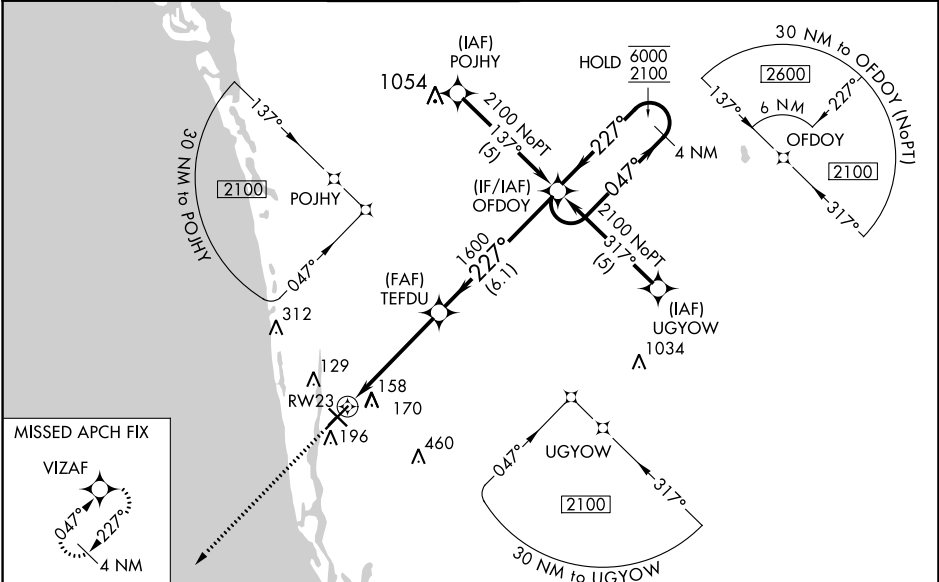 (IAF)
POJHY
1054
2100 NoPT
137°
(5)
HOLD
6000
2100
227°
047°
4 NM
30 NM to OFDOY (NoPT)
2600
137°
6 NM
227°
OFDOY
2100
317°
137°
30 NM to POJHY
2100
POJHY
047°
(IF/IAF)
OFDOY
2100 NoPT
317°
(5)
1600
227°
(6.1)
(FAF)
TEFDU
(IAF)
UGYOW
1034
312
129
RW23
158
170
196
460
MISSED APCH FIX
VIZAF
047°
227°
4 NM
047°
UGYOW
317°
2100
30 NM to UGYOW